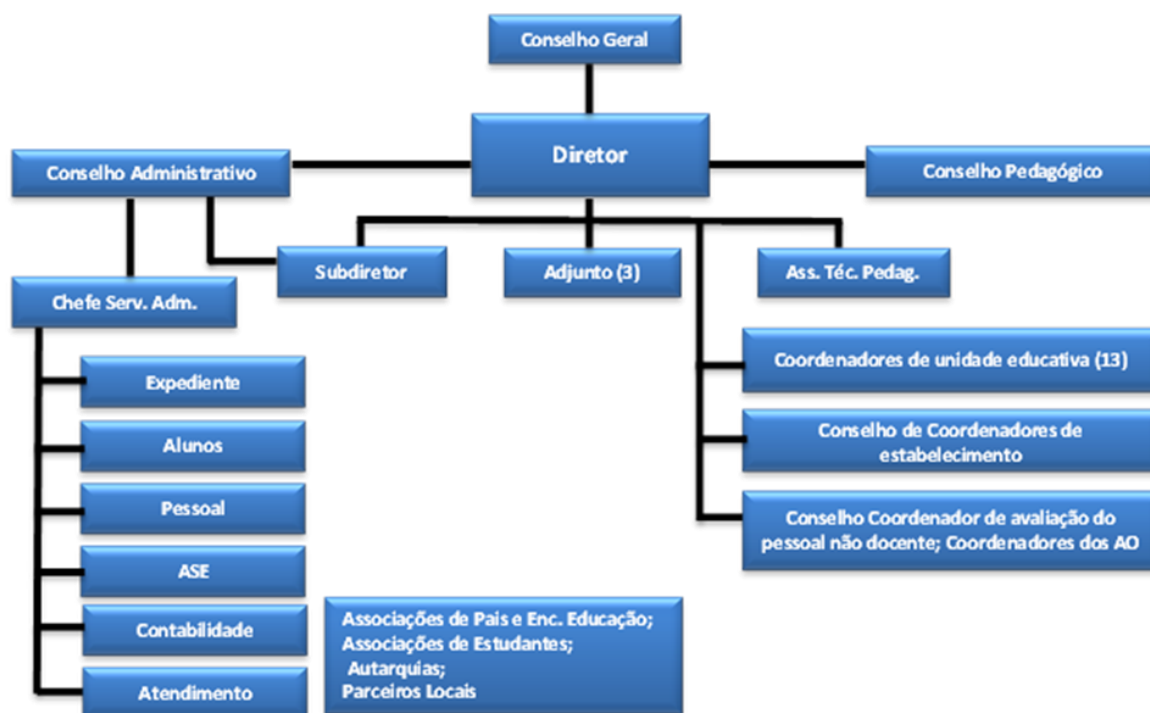 Conselho Geral
Diretor
Conselho Administrativo
Conselho Pedagógico
Subdiretor
Adjunto (3)
Ass. Téc. Pedag.
Chefe Serv. Adm.
Expediente
Alunos
Pessoal
ASE
Contabilidade
Atendimento
Coordenadores de unidade educativa (13)
Conselho de Coordenadores de
estabelecimento
Conselho Coordenador de avaliação do
pessoal não docente; Coordenadores dos AO
Associações de Pais e Enc. Educação;
Associações de Estudantes;
Autarquias;
Parceiros Locais